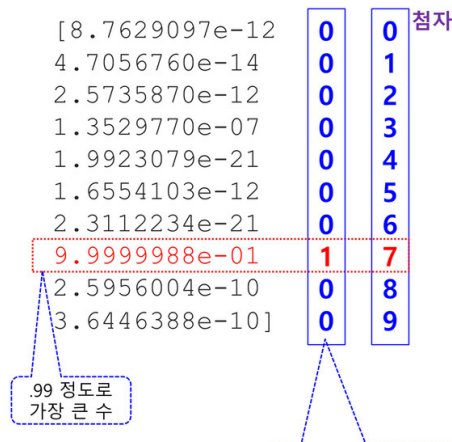 첨자
[8.7629097e-12 0 0
4.7056760e-14 0 1
2.5735870e-12 0 2
1.3529770e-07 0 3
1.9923079e-21 0 4
1.6554103e-12 0 5
2.3112234e-21 0 6
9.9999988e-01 1 7
2.5956004e-10 0 8
3.6446388e-10] 0 9
.99 정도로
가장 큰 수